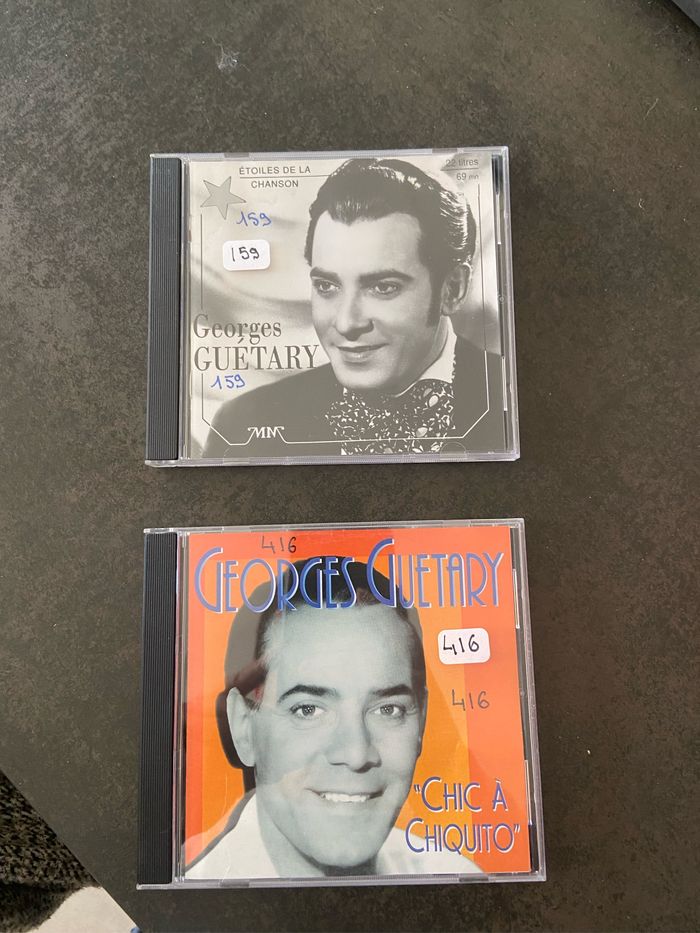 ÉTOILES DE LA
CHANSON
22 titres
69 mn
159
159
Georges
GUÉTARY
159
MN
416
GEORGES GUETARY
416
416
"CHIC À
CHIQUITO"